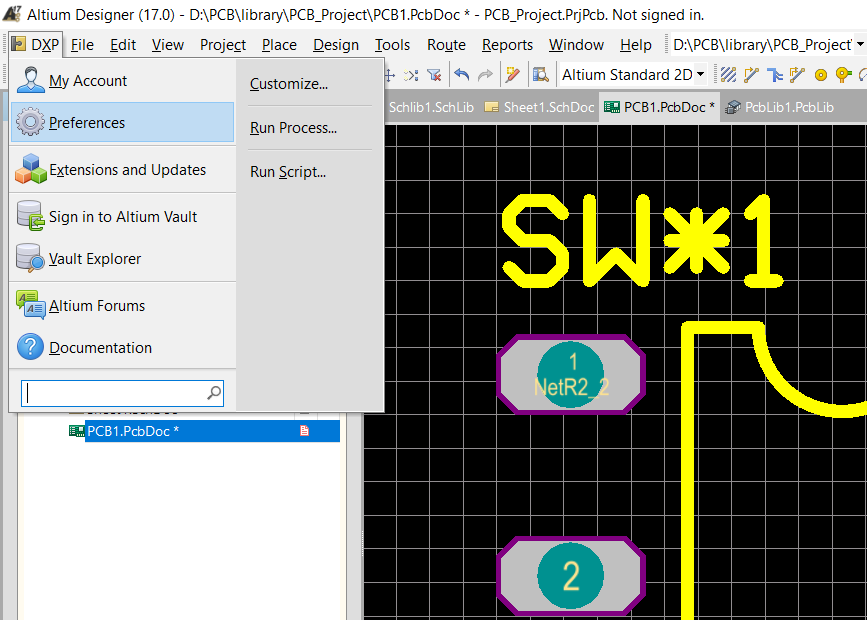 Altium Designer (17.0) - D:\PCB\library\PCB_Project\PCB1.PcbDoc * - PCB_Project.PrjPcb. Not signed in.
DXP File Edit View Project Place Design Tools Route Reports Window Help D:\PCB\library\PCB_Project\
Altium Standard 2D
Schlib1.SchLib Sheet1.SchDoc PCB1.PcbDoc * PcbLib1.PcbLib
My Account
Preferences
Extensions and Updates
Sign in to Altium Vault
Vault Explorer
Altium Forums
Documentation
Customize...
Run Process...
Run Script...
PCB1.PcbDoc *
SW*1
1
NetR2_2
2